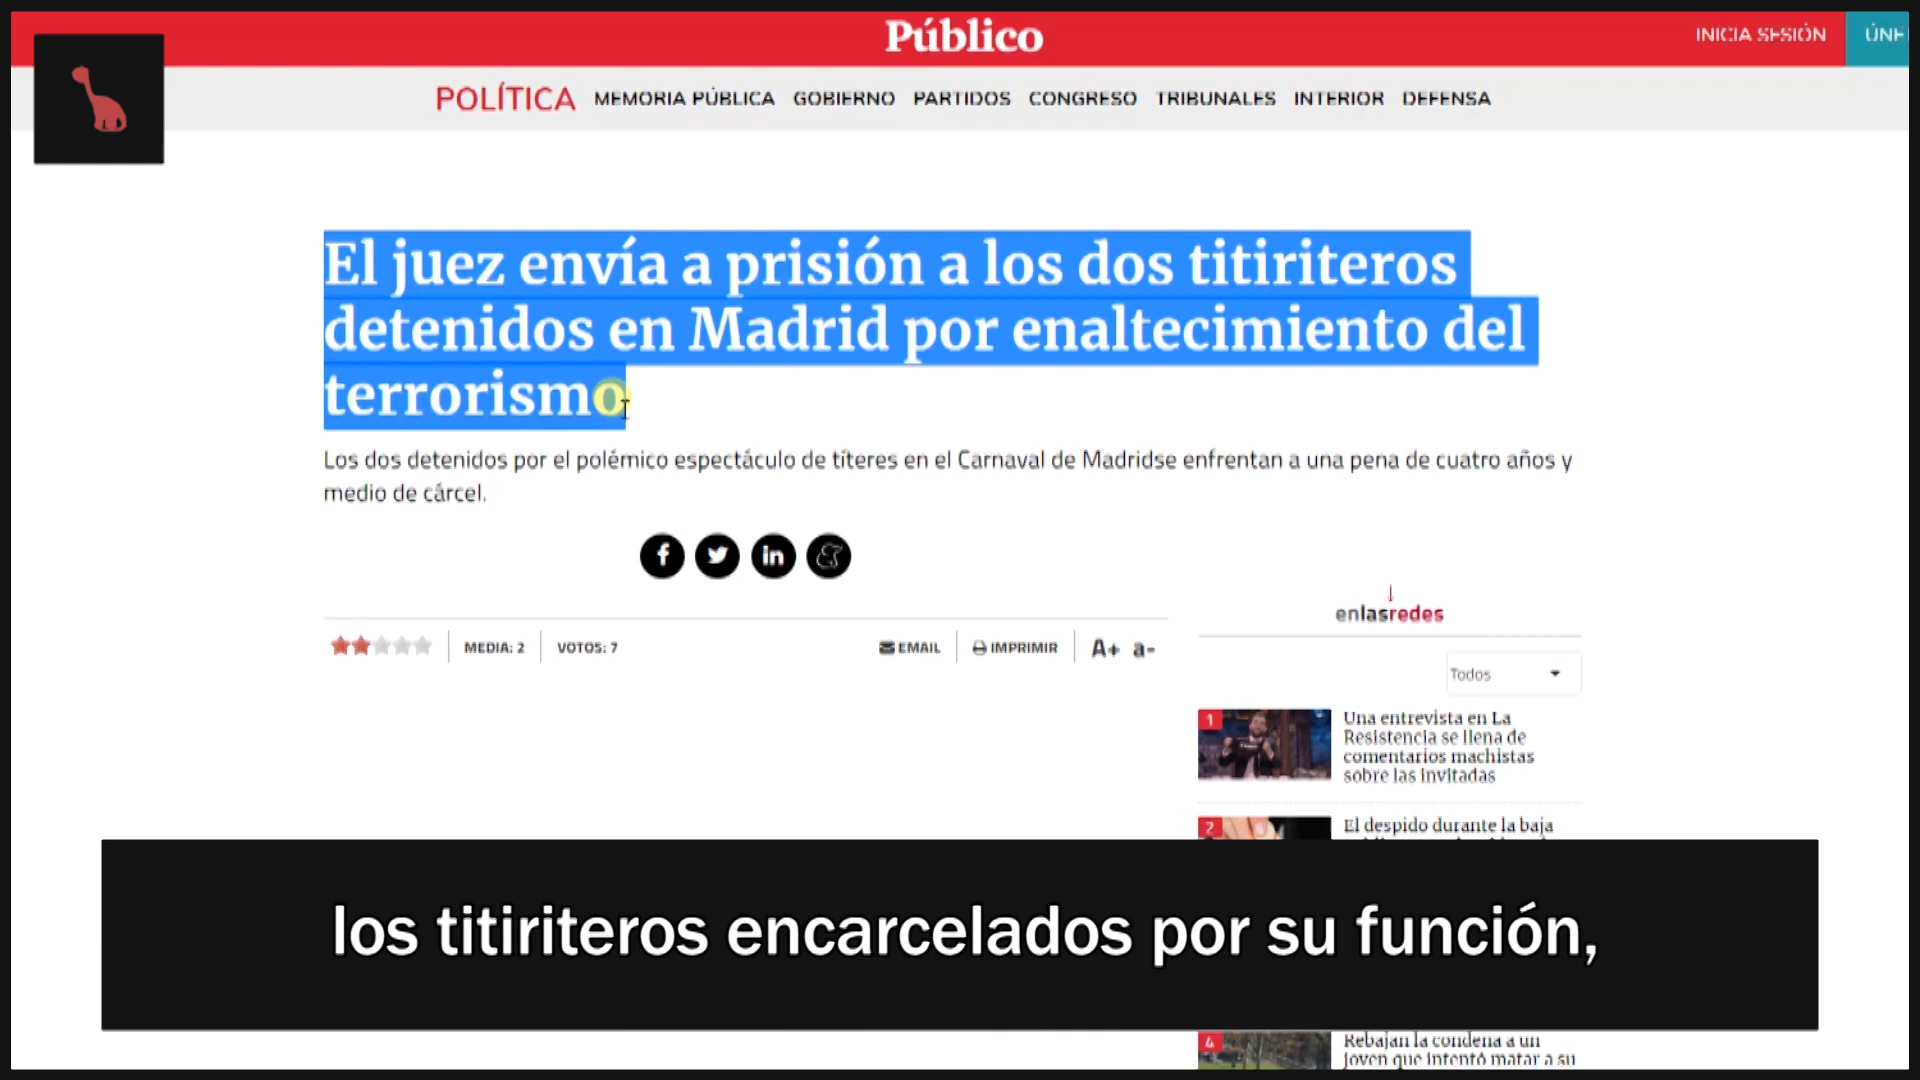 Público
INICIA SESIÓN
POLÍTICA MEMORIA PÚBLICA GOBIERNO PARTIDOS CONGRESO TRIBUNALES INTERIOR DEFENSA
El juez envía a prisión a los dos titiriteros
detenidos en Madrid por enaltecimiento del
terrorismo
Los dos detenidos por el polémico espectáculo de títeres en el Carnaval de Madridse enfrentan a una pena de cuatro años y
medio de cárcel.
MEDIA: 2 VOTOS: 7 EMAIL IMPRIMIR A+ a-
enlasredes
Todos
1
Una entrevista en La
Resistencia se llena de
comentarios machistas
sobre las invitadas
2
El despido durante la baja
los titiriteros encarcelados por su función,
4
Rebajan la condena a un
joven que intentó matar a su